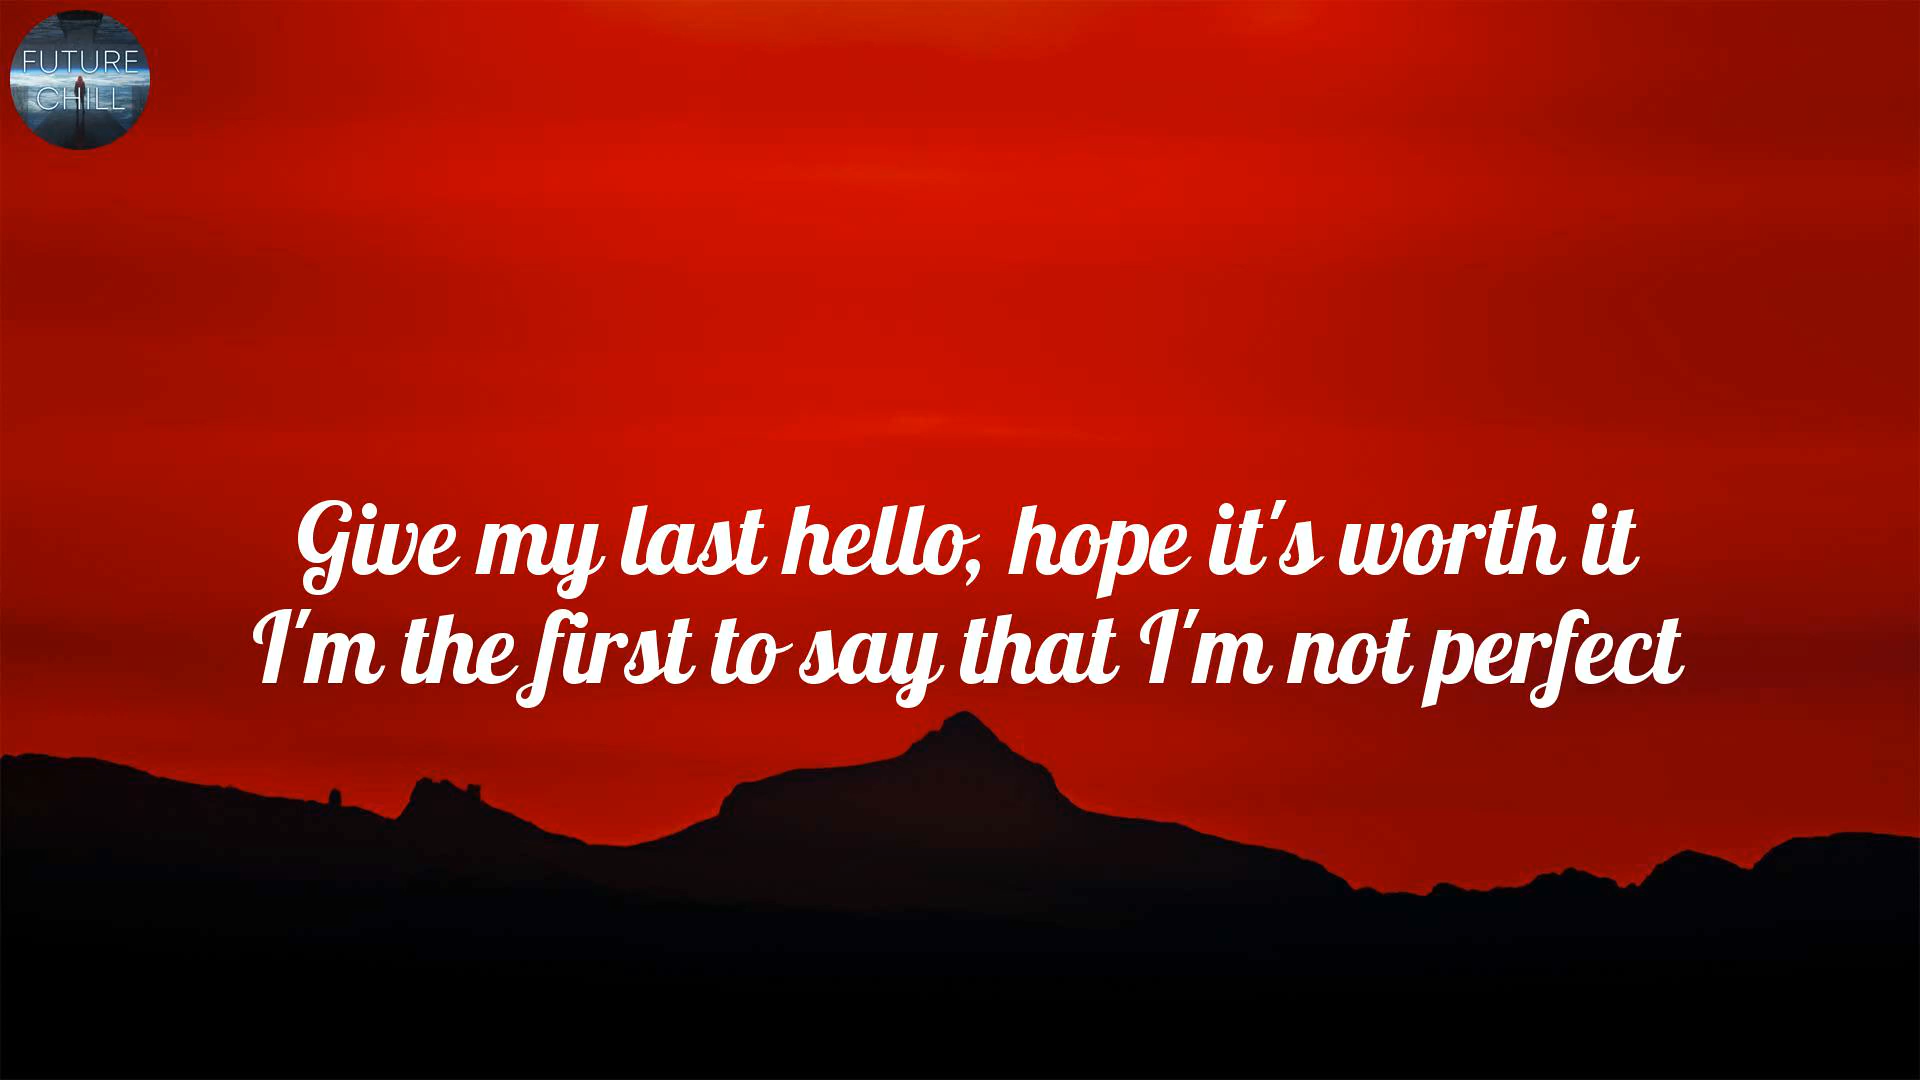 FUTURE
CHILL
Give my last hello, hope it's worth it
I'm the first to say that I'm not perfect